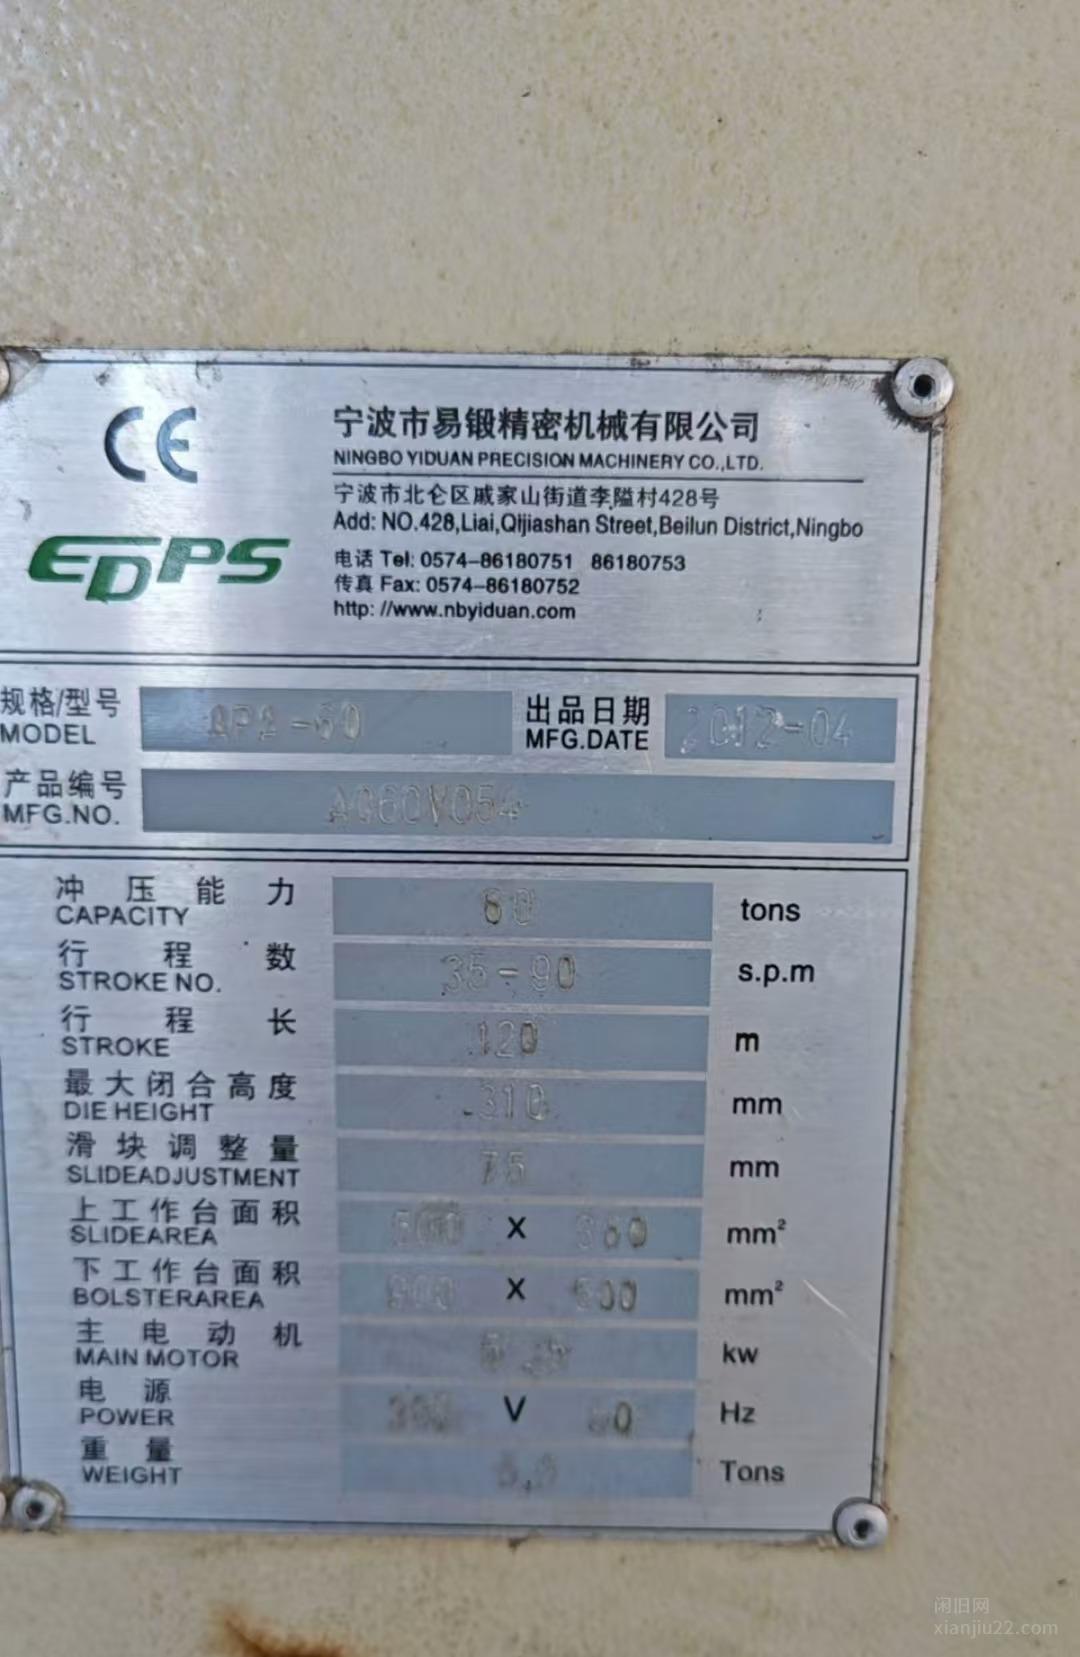 CE
EDPS
宁波市易锻精密机械有限公司
NINGBO YIDUAN PRECISION MACHINERY CO.,LTD.
宁波市北仑区戚家山街道李隘村428号
Add: NO.428,Liai,Qijiashan Street,Beilun District,Ningbo
电话 Tel: 0574-86180751 86180753
传真 Fax: 0574-86180752
http: //www.nbyiduan.com
规格/型号
MODEL
出品日期 2012-04
MFG.DATE
产品编号
MFG.NO.
冲压能力 60 tons
CAPACITY
行程数 35-90 s.p.m
STROKE NO.
行程长 120 m
STROKE
最大闭合高度 310 mm
DIE HEIGHT
滑块调整量 75 mm
SLIDEADJUSTMENT
上工作台面积 X mm²
SLIDEAREA
下工作台面积 X mm²
BOLSTERAREA
主电动机 kw
MAIN MOTOR
电源 V Hz
POWER
重量 Tons
WEIGHT
闲旧网
xianjiu22.com